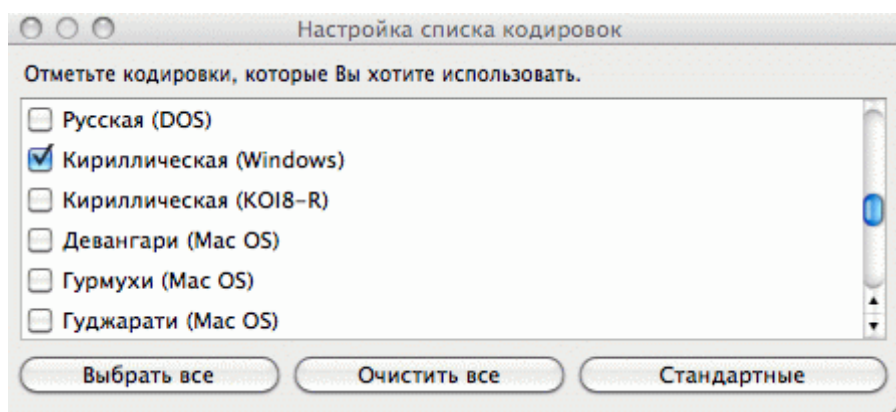 Настройка списка кодировок
Отметьте кодировки, которые Вы хотите использовать.
Русская (DOS)
Кириллическая (Windows)
Кириллическая (KOI8-R)
Девангари (Mac OS)
Гурмухи (Mac OS)
Гуджарати (Mac OS)
Выбрать все Очистить все Стандартные